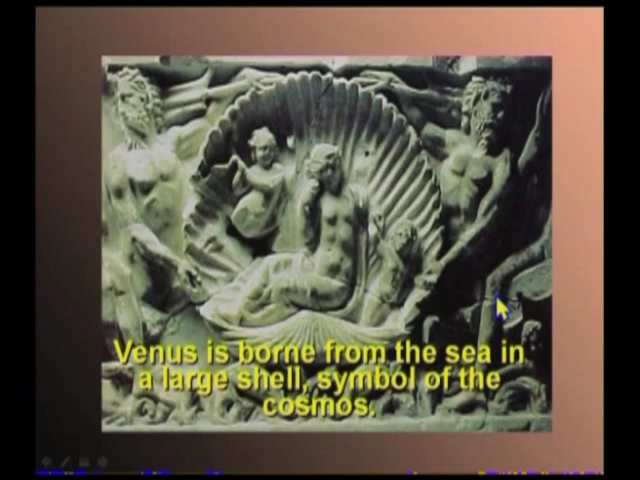 Venus is borne from the sea in
a large shell, symbol of the
cosmos.